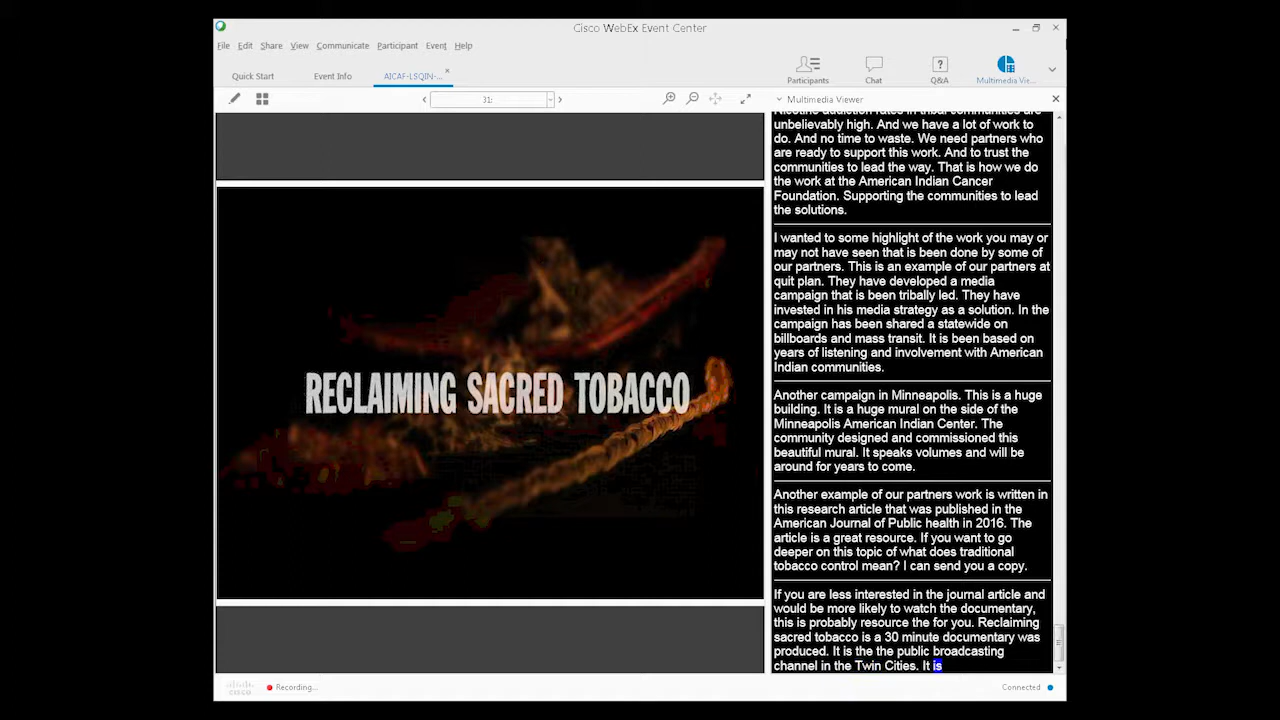 Cisco WebEx Event Center
File Edit Share View Communicate Participant Event Help
Quick Start Event Info AICAF-LSQIN-...
Participants Chat Q&A Multimedia Vie...
31:
Multimedia Viewer
Nicotine addiction rates in tribal communities are
unbelievably high. And we have a lot of work to
do. And no time to waste. We need partners who
are ready to support this work. And to trust the
communities to lead the way. That is how we do
the work at the American Indian Cancer
Foundation. Supporting the communities to lead
the solutions.
I wanted to some highlight of the work you may or
may not have seen that is been done by some of
our partners. This is an example of our partners at
quit plan. They have developed a media
campaign that is been tribally led. They have
invested in his media strategy as a solution. In the
campaign has been shared a statewide on
billboards and mass transit. It is been based on
years of listening and involvement with American
Indian communities.
Another campaign in Minneapolis. This is a huge
building. It is a huge mural on the side of the
Minneapolis American Indian Center. The
community designed and commissioned this
beautiful mural. It speaks volumes and will be
around for years to come.
Another example of our partners work is written in
this research article that was published in the
American Journal of Public health in 2016. The
article is a great resource. If you want to go
deeper on this topic of what does traditional
tobacco control mean? I can send you a copy.
If you are less interested in the journal article and
would be more likely to watch the documentary,
this is probably resource the for you. Reclaiming
sacred tobacco is a 30 minute documentary was
produced. It is the the public broadcasting
channel in the Twin Cities. It is
RECLAIMING SACRED TOBACCO
cisco
Recording...
Connected